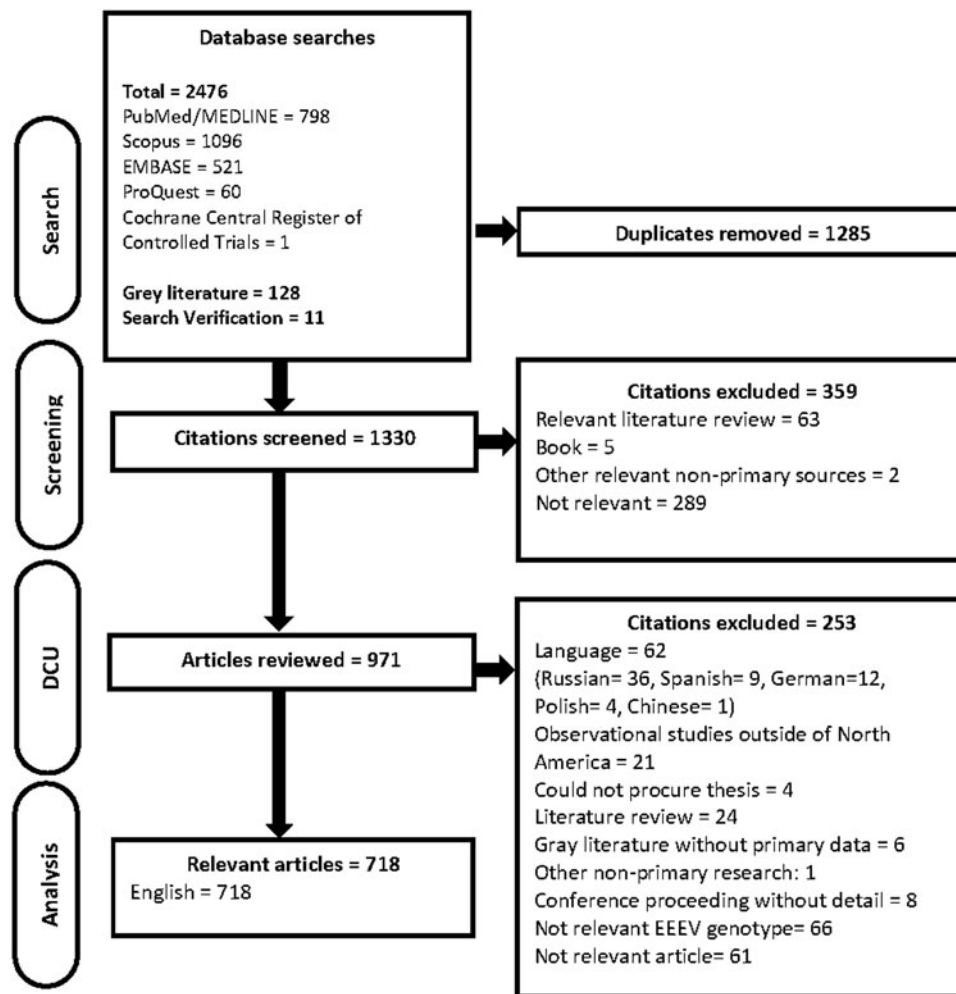 Database searches
Total = 2476
PubMed/MEDLINE = 798
Scopus = 1096
EMBASE = 521
ProQuest = 60
Cochrane Central Register of
Controlled Trials = 1
Grey literature = 128
Search Verification = 11
Search
Duplicates removed = 1285
Screening
Citations screened = 1330
Citations excluded = 359
Relevant literature review = 63
Book = 5
Other relevant non-primary sources = 2
Not relevant = 289
DCU
Articles reviewed = 971
Citations excluded = 253
Language = 62
(Russian= 36, Spanish= 9, German=12,
Polish= 4, Chinese= 1)
Observational studies outside of North
America = 21
Could not procure thesis = 4
Literature review = 24
Gray literature without primary data = 6
Other non-primary research: 1
Conference proceeding without detail = 8
Not relevant EEEV genotype= 66
Not relevant article= 61
Analysis
Relevant articles = 718
English = 718